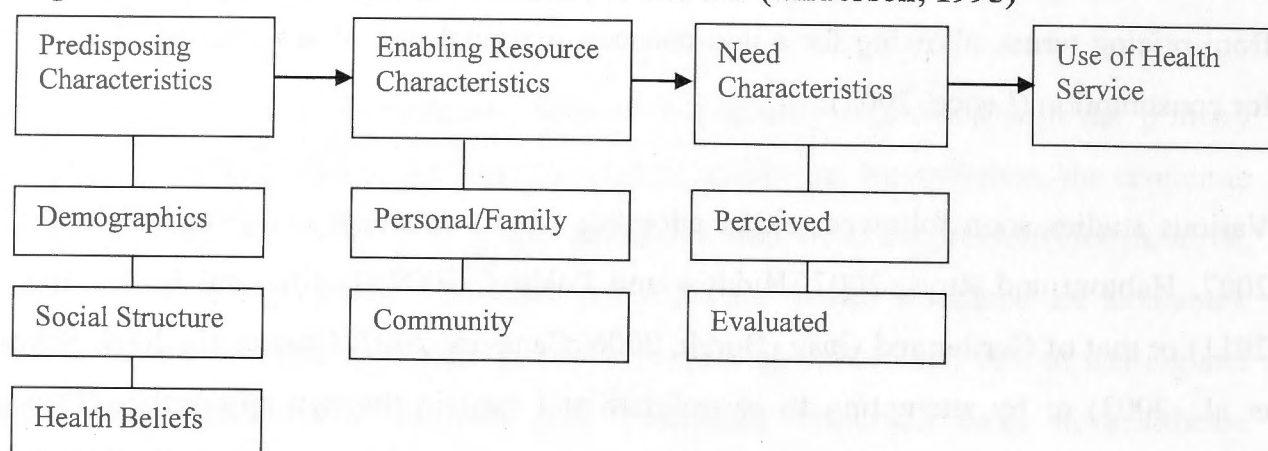 Predisposing
Characteristics
Enabling Resource
Characteristics
Need
Characteristics
Use of Health
Service
Demographics
Personal/Family
Perceived
Social Structure
Community
Evaluated
Health Beliefs